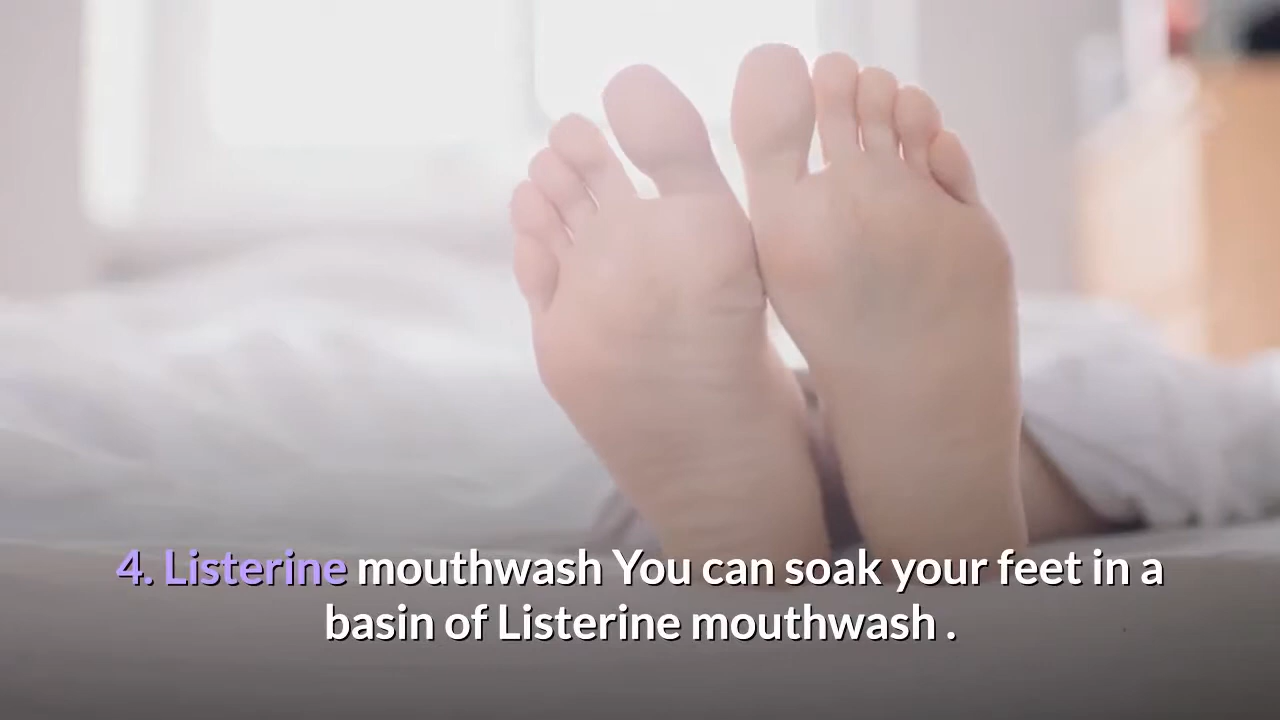 4. Listerine mouthwash You can soak your feet in a
basin of Listerine mouthwash .